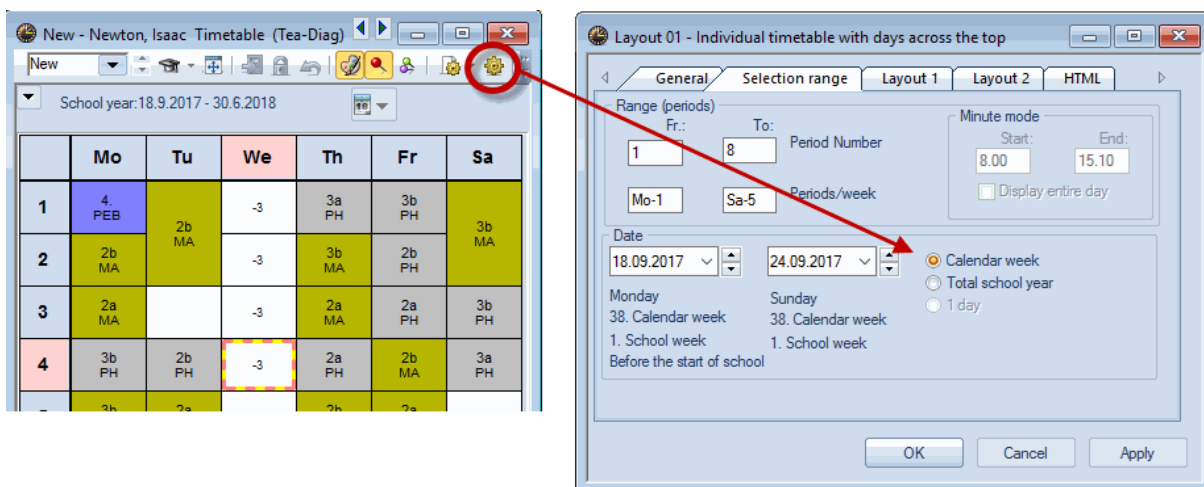 New - Newton, Isaac Timetable (Tea-Diag)
New
School year:18.9.2017 - 30.6.2018
18
Mo Tu We Th Fr Sa
1 4. PEB 2b MA -3 3a PH 3b PH 3b MA
2 2b MA -3 3b MA 2b PH
3 2a MA -3 2a MA 2a PH 3b PH
4 3b PH 2b PH -3 2a PH 2b MA 3a PH
3b 2a 2b 2a
Layout 01 - Individual timetable with days across the top
General Selection range Layout 1 Layout 2 HTML
Range (periods)
Fr.: To:
1 8 Period Number
Mo-1 Sa-5 Periods/week
Minute mode
Start: End:
8.00 15.10
Display entire day
Date
18.09.2017 24.09.2017
Calendar week
Total school year
1 day
Monday Sunday
38. Calendar week 38. Calendar week
1. School week 1. School week
Before the start of school
OK Cancel Apply